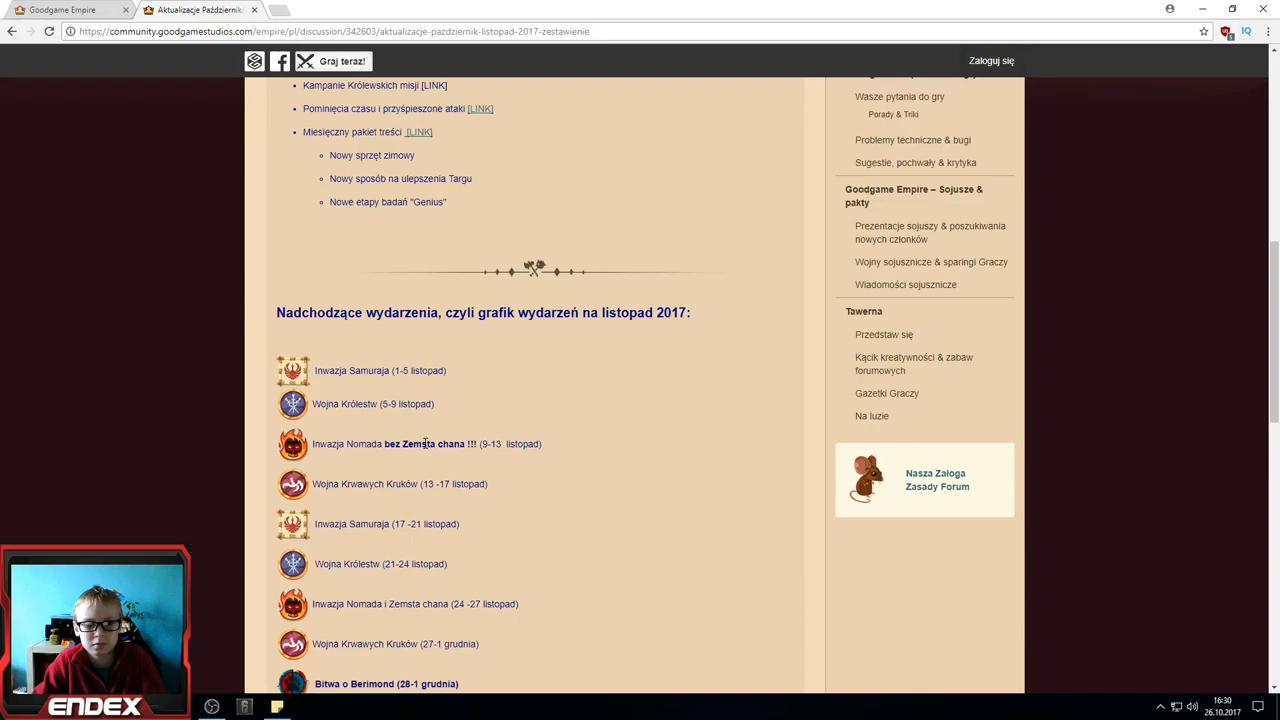 Goodgame Empire
Aktualizacje Październik
https://community.goodgamestudios.com/empire/pl/discussion/342603/aktualizacje-pazdziernik-listopad-2017-zestawienie
Graj teraz!
Zaloguj się
Kampanie Królewskich misji [LINK]
Pominięcia czasu i przyśpieszone ataki [LINK]
Miesięczny pakiet treści [LINK]
Nowy sprzęt zimowy
Nowy sposób na ulepszenia Targu
Nowe etapy badań "Genius"
Nadchodzące wydarzenia, czyli grafik wydarzeń na listopad 2017:
Inwazja Samuraja (1-5 listopad)
Wojna Królestw (5-9 listopad)
Inwazja Nomada bez Zemsta chana !!! (9-13 listopad)
Wojna Krwawych Kruków (13 -17 listopad)
Inwazja Samuraja (17 -21 listopad)
Wojna Królestw (21-24 listopad)
Inwazja Nomada i Zemsta chana (24 -27 listopad)
Wojna Krwawych Kruków (27-1 grudnia)
Bitwa o Berimond (28-1 grudnia)
Wasze pytania do gry
Porady & Triki
Problemy techniczne & bugi
Sugestie, pochwały & krytyka
Goodgame Empire – Sojusze &
pakty
Prezentacje sojuszy & poszukiwania
nowych członków
Wojny sojusznicze & sparingi Graczy
Wiadomości sojusznicze
Tawerna
Przedstaw się
Kącik kreatywności & zabaw
forumowych
Gazetki Graczy
Na luzie
Nasza Załoga
Zasady Forum
ENDEX
16:30
26.10.2017